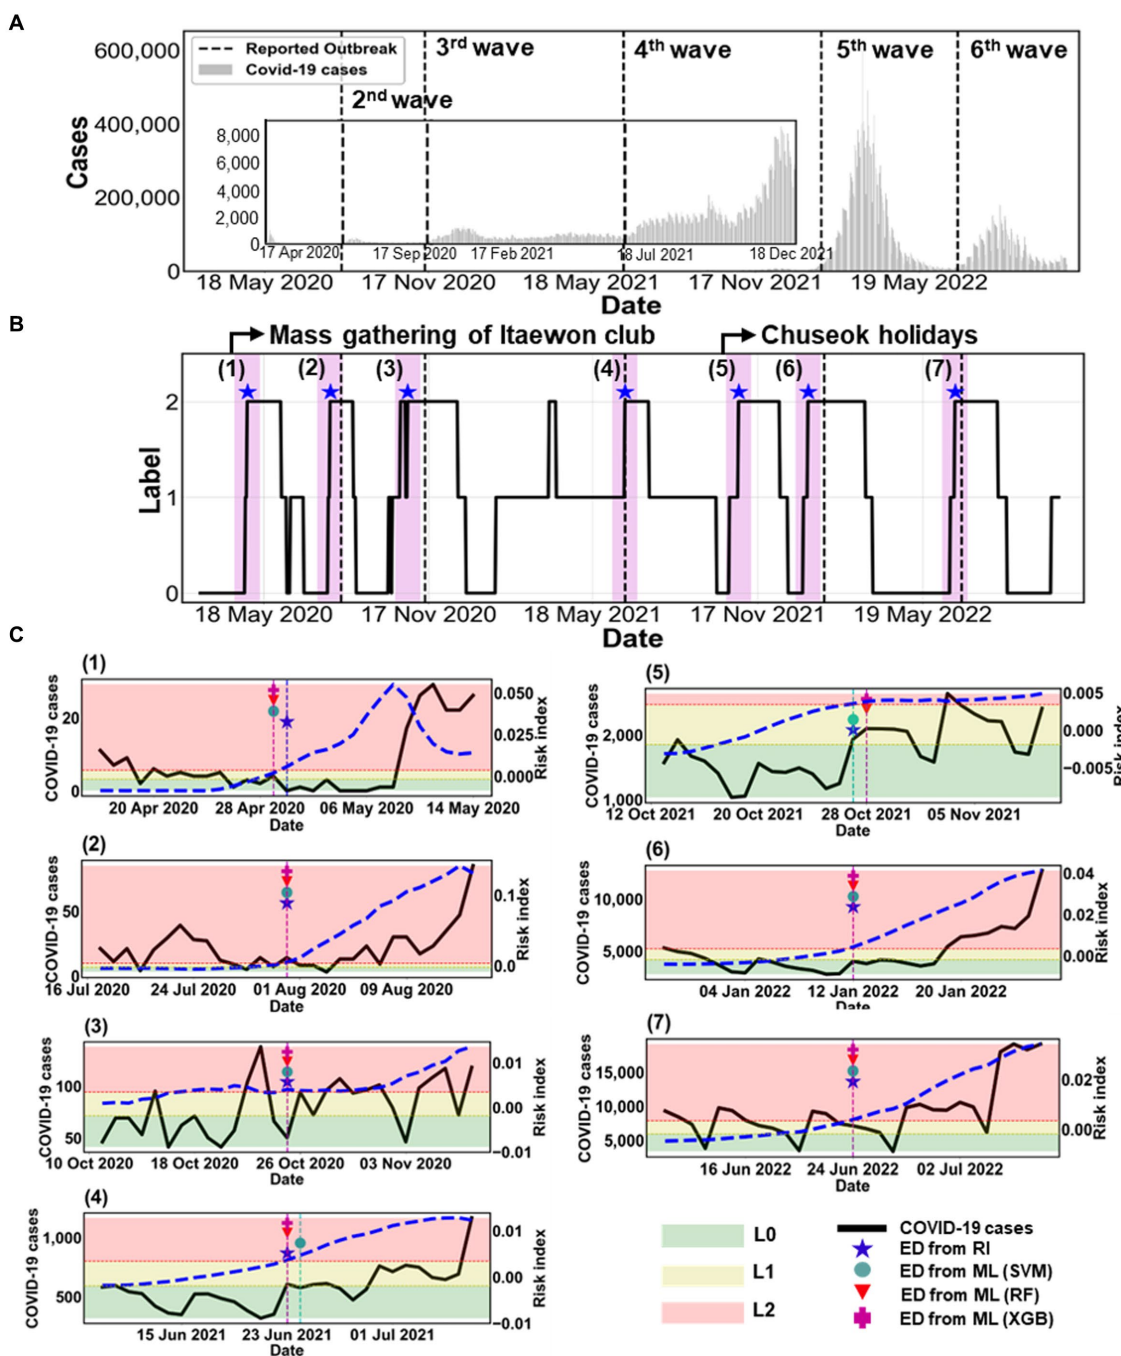 A
600,000
400,000
200,000
0
Cases
Reported Outbreak
Covid-19 cases
2nd wave
3rd wave
4th wave
5th wave
6th wave
8,000
6,000
4,000
2,000
0
17 Apr 2020
17 Sep 2020
17 Feb 2021
18 Jul 2021
18 Dec 2021
18 May 2020
17 Nov 2020
18 May 2021
17 Nov 2021
19 May 2022
Date
B
Mass gathering of Itaewon club
Chuseok holidays
(1)
(2)
(3)
(4)
(5)
(6)
(7)
2
1
0
Label
18 May 2020
17 Nov 2020
18 May 2021
17 Nov 2021
19 May 2022
Date
C
(1)
COVID-19 cases
20
0
0.050
0.025
0.000
Risk index
20 Apr 2020
28 Apr 2020
06 May 2020
14 May 2020
Date
(2)
COVID-19 cases
50
0
0.1
0.0
Risk index
16 Jul 2020
24 Jul 2020
01 Aug 2020
09 Aug 2020
Date
(3)
COVID-19 cases
100
50
0.01
0.00
−0.01
Risk index
10 Oct 2020
18 Oct 2020
26 Oct 2020
03 Nov 2020
Date
(4)
COVID-19 cases
1,000
500
0.01
0.00
−0.01
Risk index
15 Jun 2021
23 Jun 2021
01 Jul 2021
Date
(5)
COVID-19 cases
2,000
1,000
0.005
0.000
−0.005
Risk index
12 Oct 2021
20 Oct 2021
28 Oct 2021
05 Nov 2021
Date
(6)
COVID-19 cases
10,000
5,000
0.04
0.02
0.00
Risk index
04 Jan 2022
12 Jan 2022
20 Jan 2022
Date
(7)
COVID-19 cases
15,000
10,000
5,000
0.02
0.00
Risk index
16 Jun 2022
24 Jun 2022
02 Jul 2022
Date
L0
L1
L2
COVID-19 cases
ED from RI
ED from ML (SVM)
ED from ML (RF)
ED from ML (XGB)